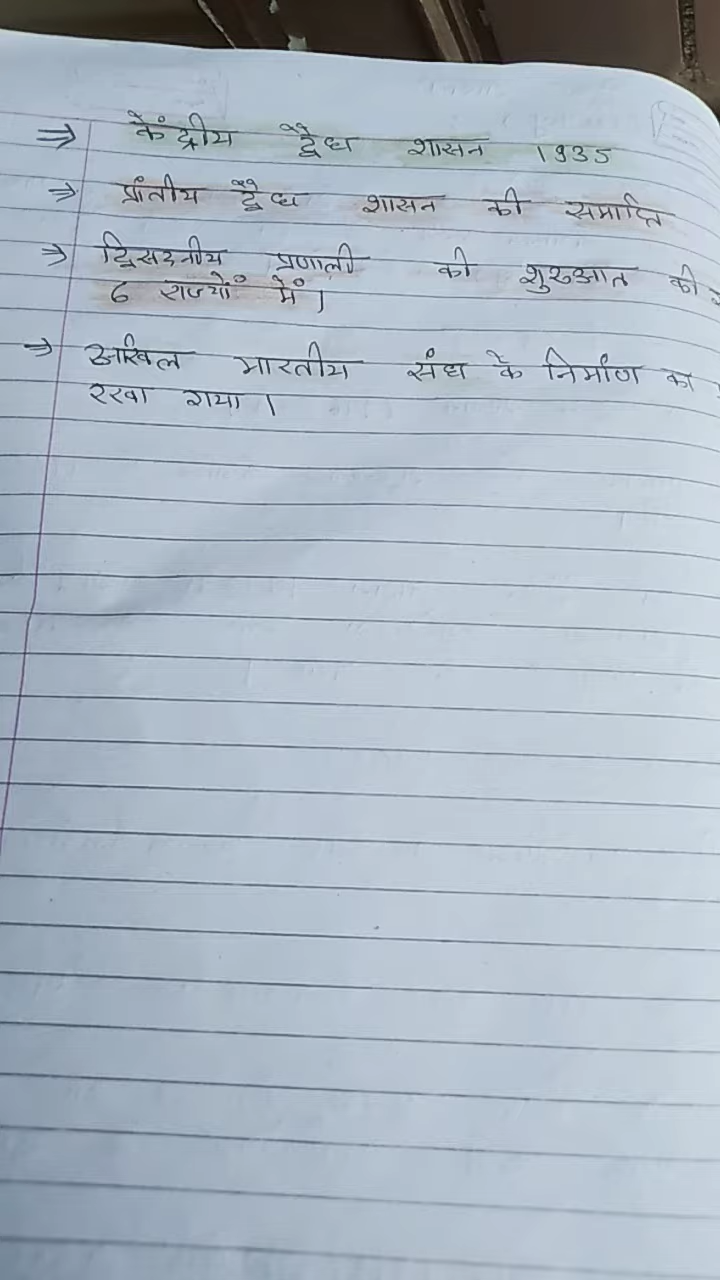 ⇒ केंद्रीय द्वैध शासन 1935
⇒ प्रांतीय द्वैध शासन की समाप्ति
⇒ द्विसदनीय प्रणाली की शुरुआत की
6 राज्यों में।
⇒ अखिल भारतीय संघ के निर्माण का
रखा गया।